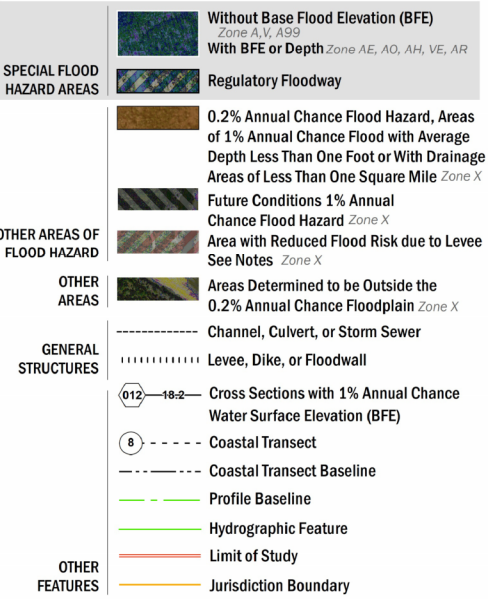 Without Base Flood Elevation (BFE)
Zone A,V, A99
With BFE or Depth Zone AE, AO, AH, VE, AR
SPECIAL FLOOD
HAZARD AREAS
Regulatory Floodway
0.2% Annual Chance Flood Hazard, Areas
of 1% Annual Chance Flood with Average
Depth Less Than One Foot or With Drainage
Areas of Less Than One Square Mile Zone X
Future Conditions 1% Annual
Chance Flood Hazard Zone X
OTHER AREAS OF
FLOOD HAZARD
Area with Reduced Flood Risk due to Levee
See Notes Zone X
OTHER
AREAS
Areas Determined to be Outside the
0.2% Annual Chance Floodplain Zone X
GENERAL
STRUCTURES
Channel, Culvert, or Storm Sewer
Levee, Dike, or Floodwall
012 18.2 Cross Sections with 1% Annual Chance
Water Surface Elevation (BFE)
8 Coastal Transect
Coastal Transect Baseline
Profile Baseline
Hydrographic Feature
Limit of Study
OTHER
FEATURES
Jurisdiction Boundary